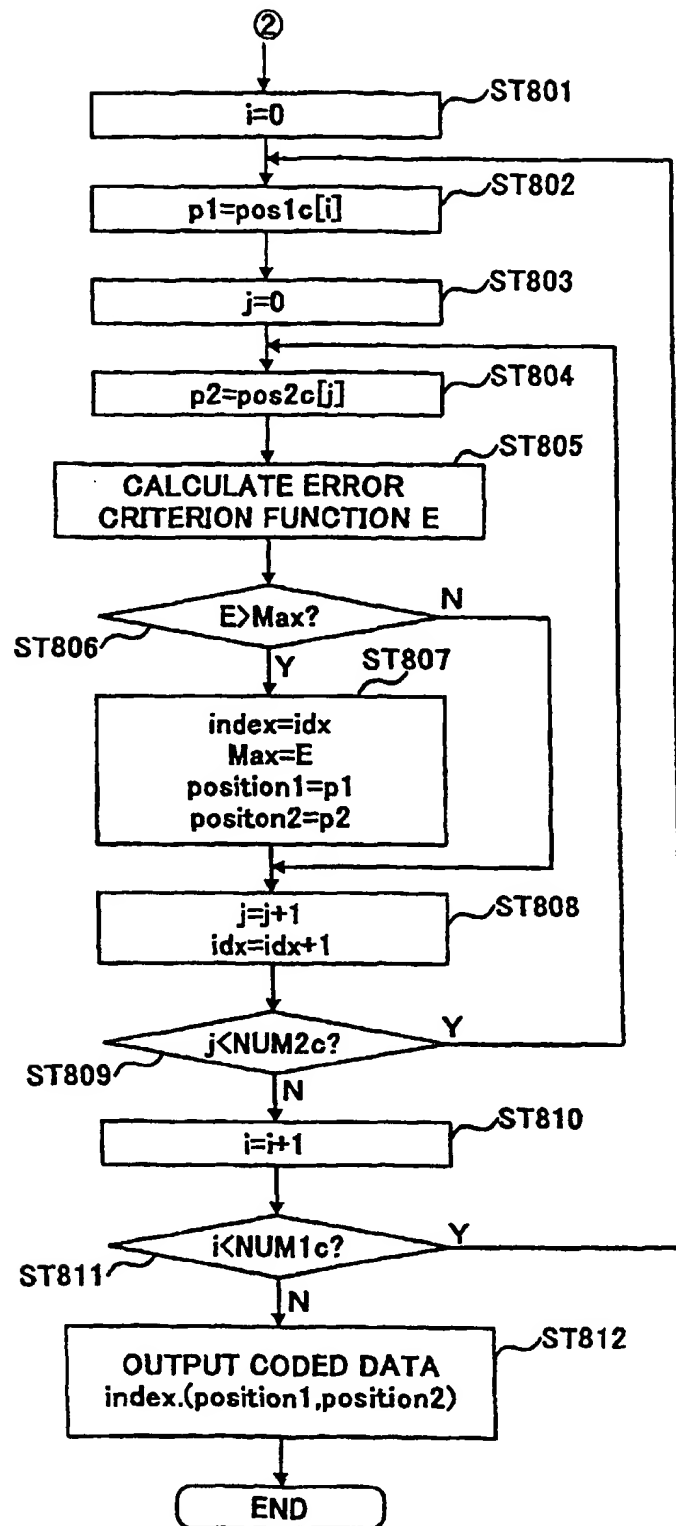 ②
ST801
i=0
ST802
p1=pos1c[i]
ST803
j=0
ST804
p2=pos2c[j]
ST805
CALCULATE ERROR
CRITERION FUNCTION E
E>Max?
N
ST806
Y
ST807
index=idx
Max=E
position1=p1
positon2=p2
ST808
j=j+1
idx=idx+1
j<NUM2c?
Y
ST809
N
ST810
i=i+1
i<NUM1c?
Y
ST811
N
ST812
OUTPUT CODED DATA
index.(position1,position2)
END